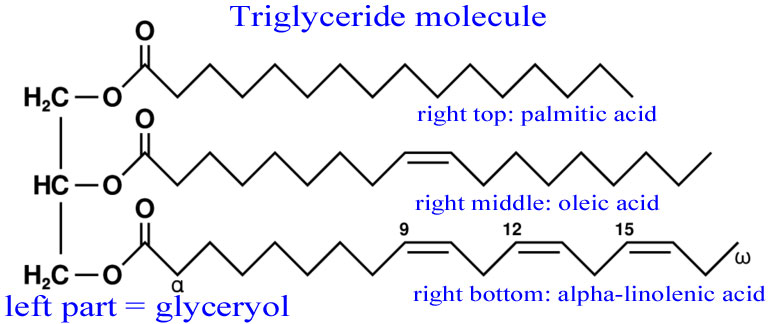 Triglyceride molecule
O
H₂C—O
right top: palmitic acid
O
HC—O
right middle: oleic acid
O
9 12 15
H₂C—O
α
ω
left part = glyceryol
right bottom: alpha-linolenic acid